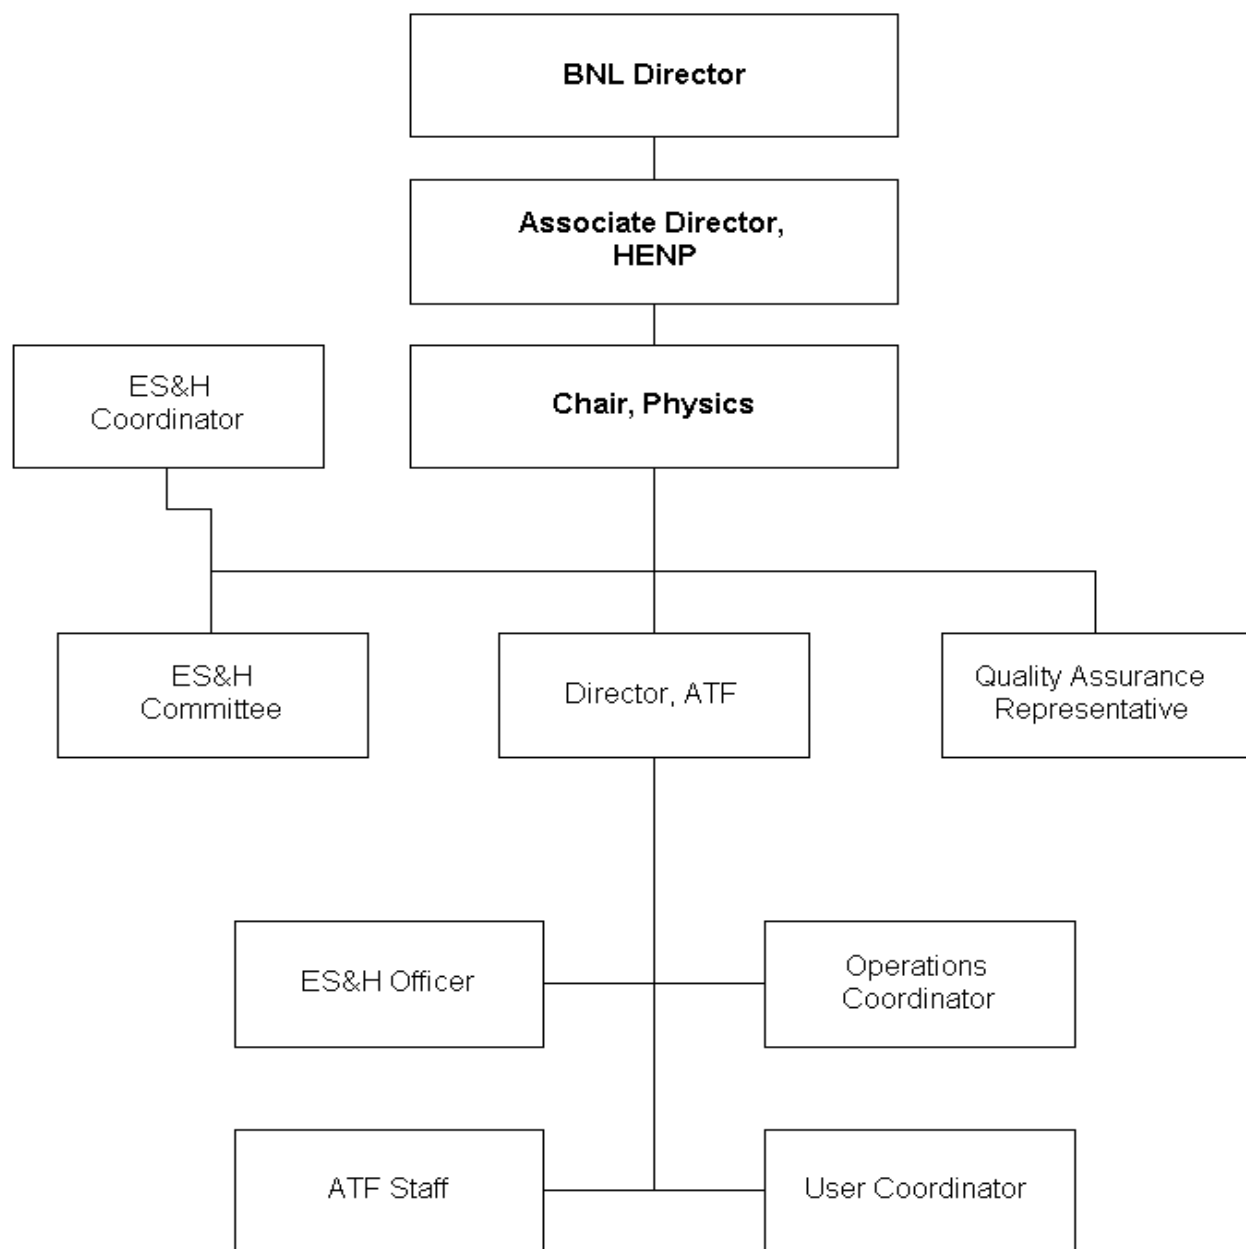 BNL Director
Associate Director,
HENP
ES&H
Coordinator
Chair, Physics
ES&H
Committee
Director, ATF
Quality Assurance
Representative
ES&H Officer
Operations
Coordinator
ATF Staff
User Coordinator